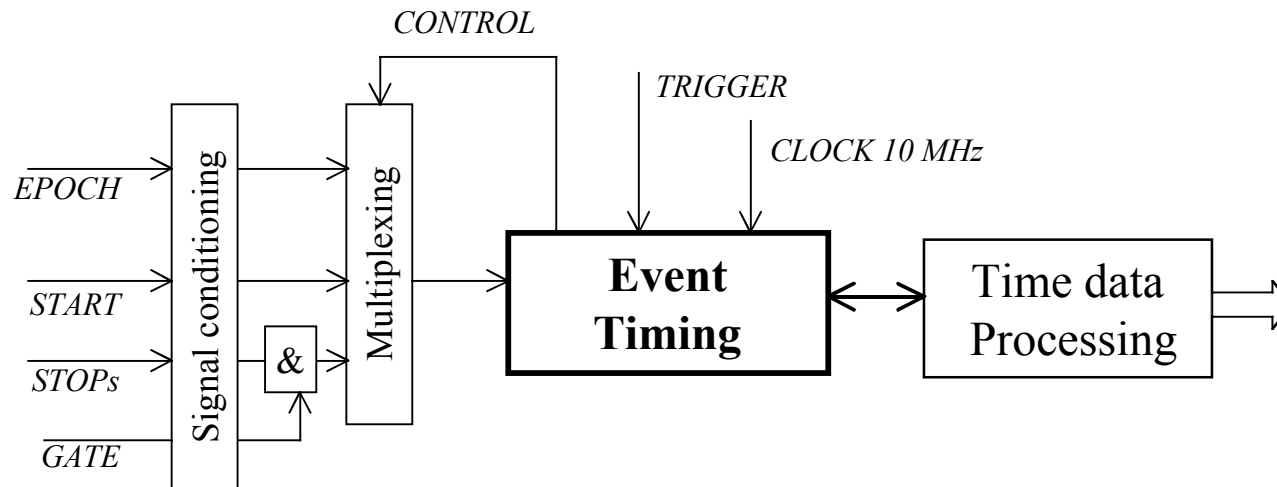 CONTROL
TRIGGER
CLOCK 10 MHz
EPOCH
START
STOPs
GATE
Signal conditioning
&
Multiplexing
Event
Timing
Time data
Processing